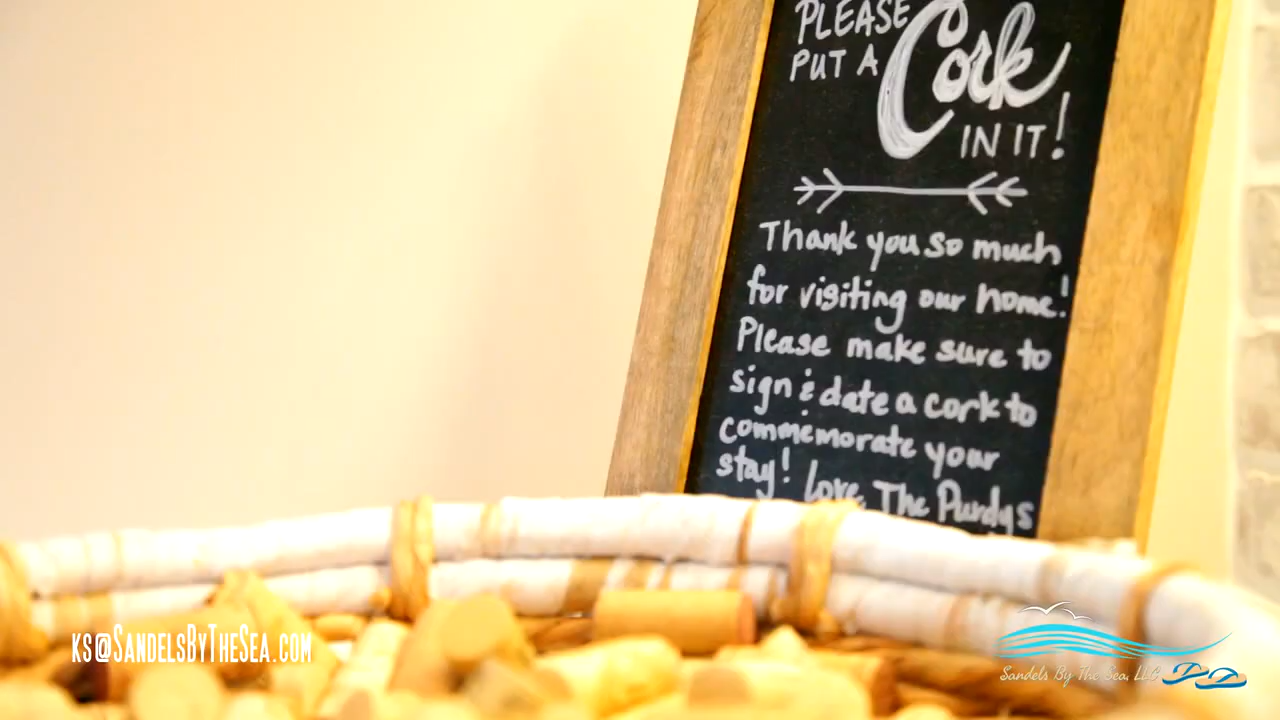 PLEASE
PUT A Cork
IN IT!
Thank you so much
for visiting our home!
Please make sure to
sign & date a cork to
commemorate your
stay! love The Purdys
KS@SANDELSBYTHESEA.COM
Sandels By The Sea, LLC